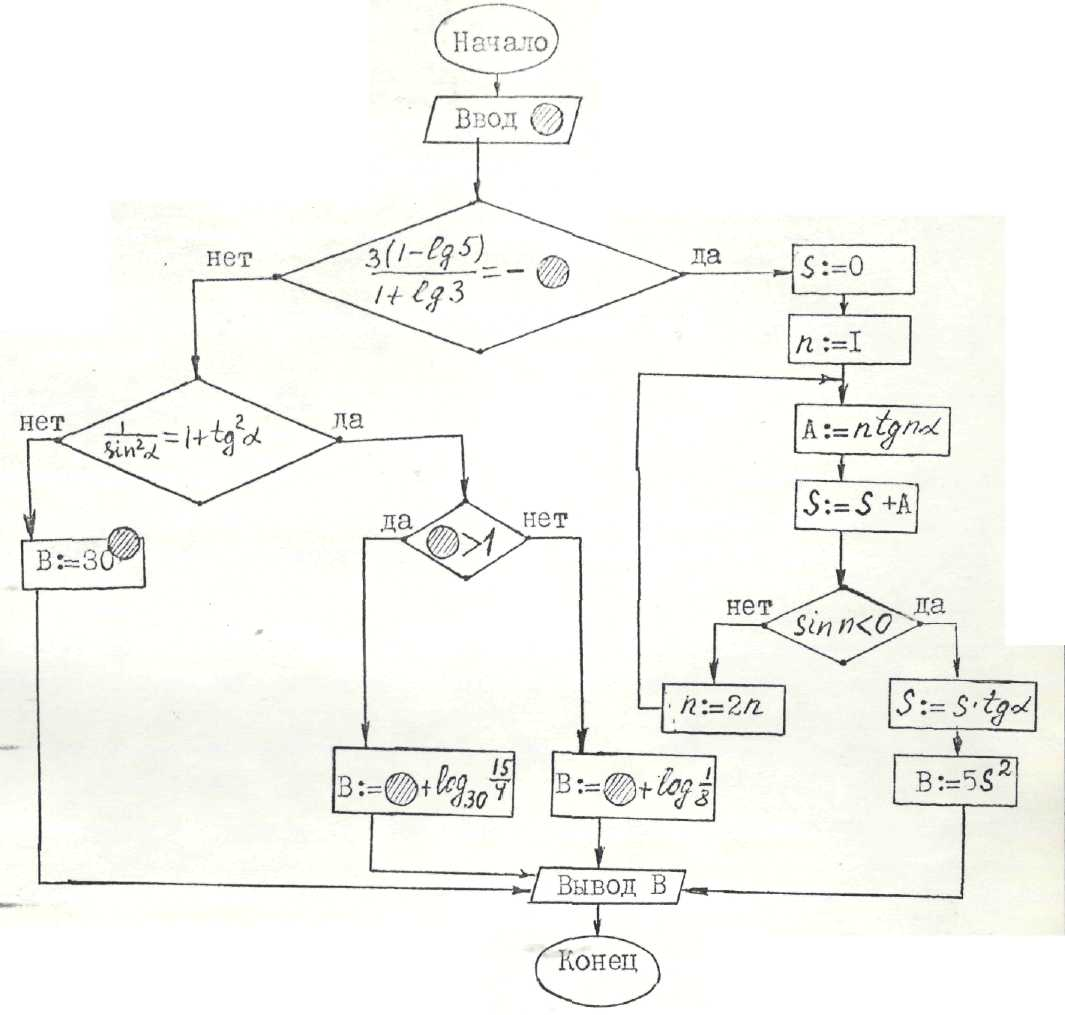 Начало
Ввод
нет
3(1-lg5)
1+lg3
= -
да
S:=0
n:=I
A:=ntgnα
S:=S+A
нет
sin n<0
да
n:=2n
S:=S·tgα
B:=5S²
нет
1
sin²α
=1+tg²α
да
B:=30
да
>1
нет
B:= +log₃₀ 15/4
B:= +log 1/8
Вывод В
Конец